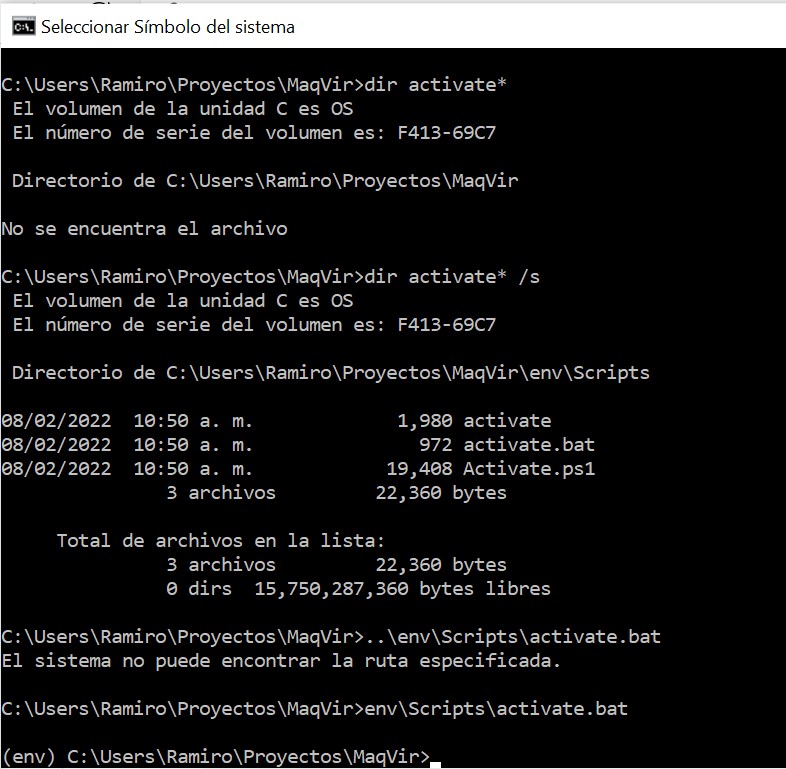 Seleccionar Símbolo del sistema
C:\Users\Ramiro\Proyectos\MaqVir>dir activate*
 El volumen de la unidad C es OS
 El número de serie del volumen es: F413-69C7
 Directorio de C:\Users\Ramiro\Proyectos\MaqVir
No se encuentra el archivo
C:\Users\Ramiro\Proyectos\MaqVir>dir activate* /s
 El volumen de la unidad C es OS
 El número de serie del volumen es: F413-69C7
 Directorio de C:\Users\Ramiro\Proyectos\MaqVir\env\Scripts
08/02/2022  10:50 a. m.             1,980 activate
08/02/2022  10:50 a. m.               972 activate.bat
08/02/2022  10:50 a. m.            19,408 Activate.ps1
               3 archivos         22,360 bytes
     Total de archivos en la lista:
               3 archivos         22,360 bytes
               0 dirs  15,750,287,360 bytes libres
C:\Users\Ramiro\Proyectos\MaqVir>..\env\Scripts\activate.bat
El sistema no puede encontrar la ruta especificada.
C:\Users\Ramiro\Proyectos\MaqVir>env\Scripts\activate.bat
(env) C:\Users\Ramiro\Proyectos\MaqVir>